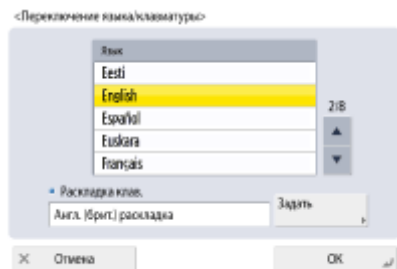 <Переключение языка/клавиатуры>
Язык
Eesti
English
Español
Euskara
Français
2/8
Раскладка клав.
Англ. (брит.) раскладка
Задать
Отмена
OK